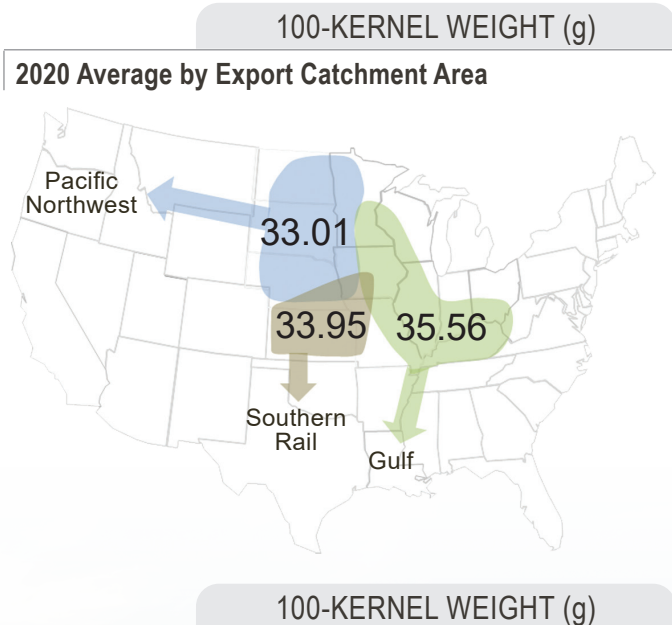 100-KERNEL WEIGHT (g)
2020 Average by Export Catchment Area
Pacific
Northwest
33.01
33.95
35.56
Southern
Rail
Gulf
100-KERNEL WEIGHT (g)